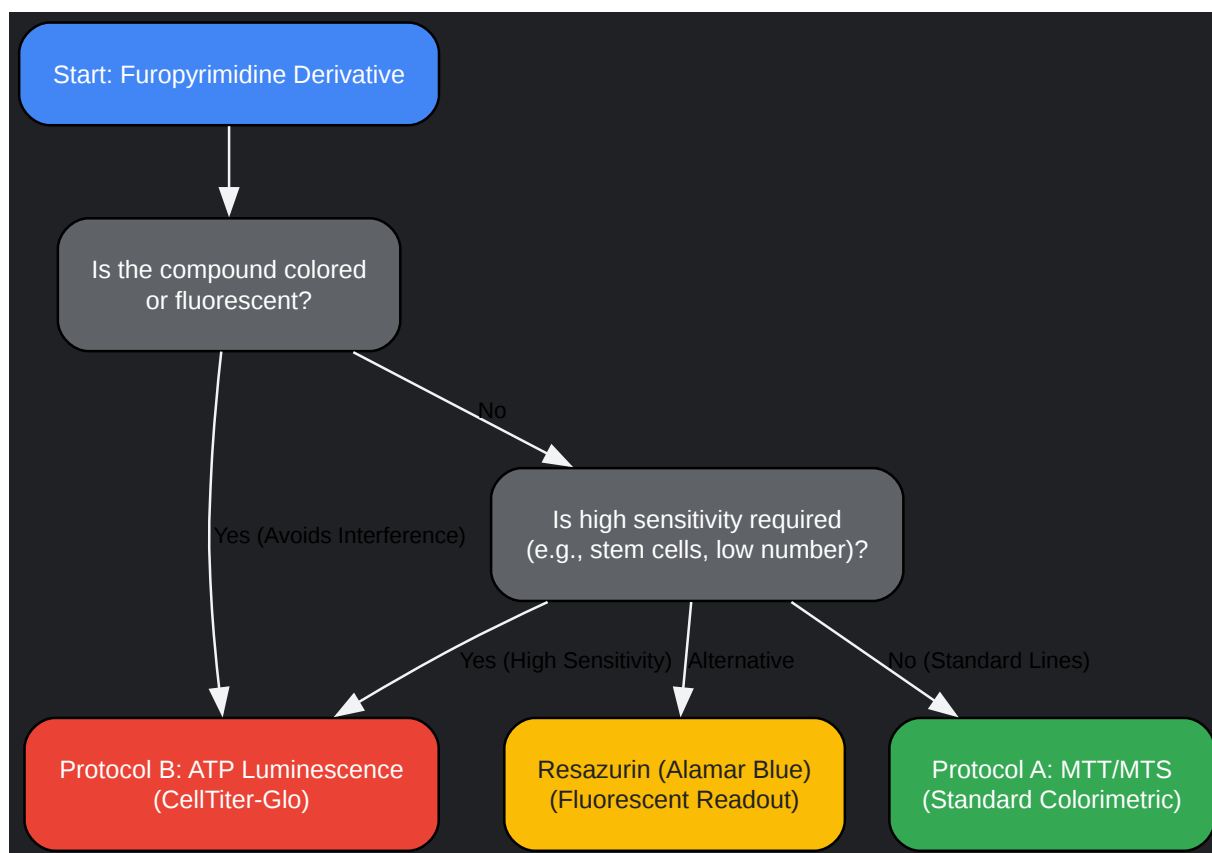 Start: Furopyrimidine Derivative
Is the compound colored
or fluorescent?
No
Is high sensitivity required
(e.g., stem cells, low number)?
Yes (Avoids Interference)
Yes (High Sensitivity)
Alternative
No (Standard Lines)
Protocol B: ATP Luminescence
(CellTiter-Glo)
Resazurin (Alamar Blue)
(Fluorescent Readout)
Protocol A: MTT/MTS
(Standard Colorimetric)